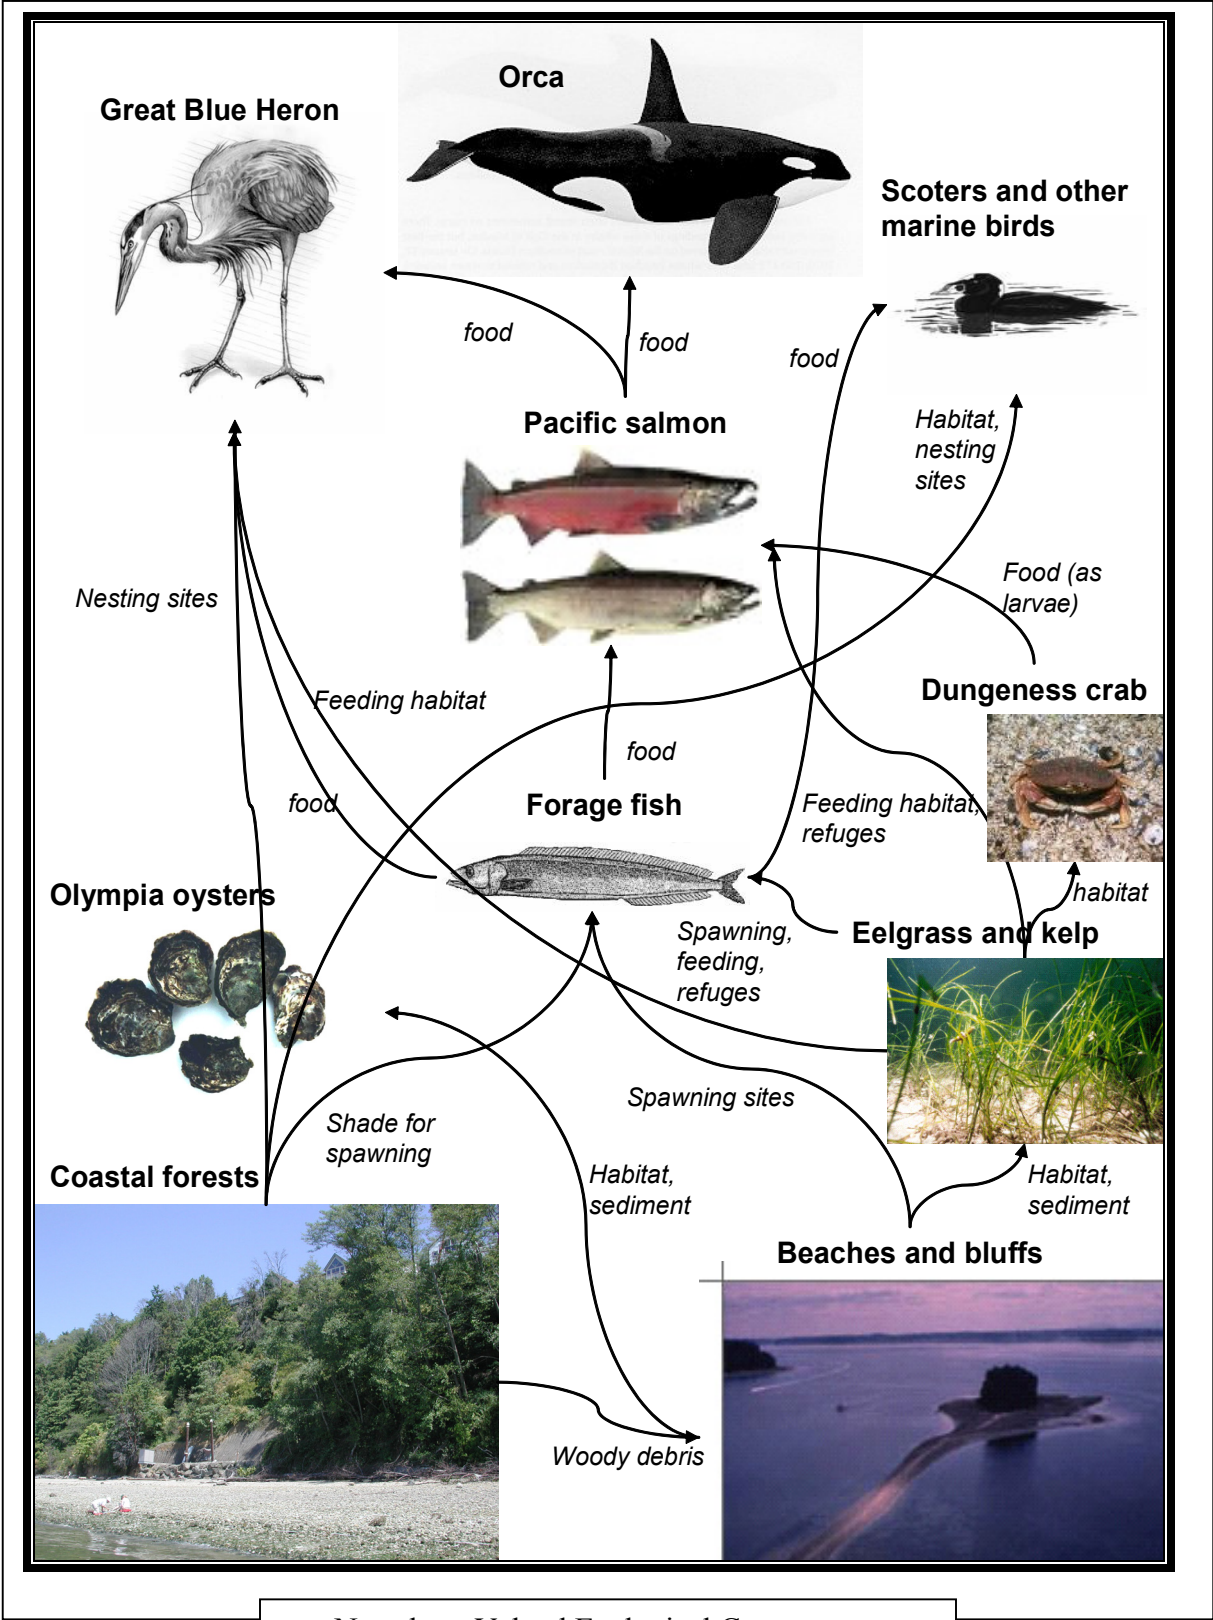 Orca
Great Blue Heron
Scoters and other
marine birds
food
food
food
Pacific salmon
Habitat,
nesting
sites
Food (as
larvae)
Nesting sites
Feeding habitat
Dungeness crab
food
food
Forage fish
Feeding habitat,
refuges
habitat
Olympia oysters
Spawning,
feeding,
refuges
Eelgrass and kelp
Spawning sites
Shade for
spawning
Habitat,
sediment
Habitat,
sediment
Coastal forests
Beaches and bluffs
Woody debris